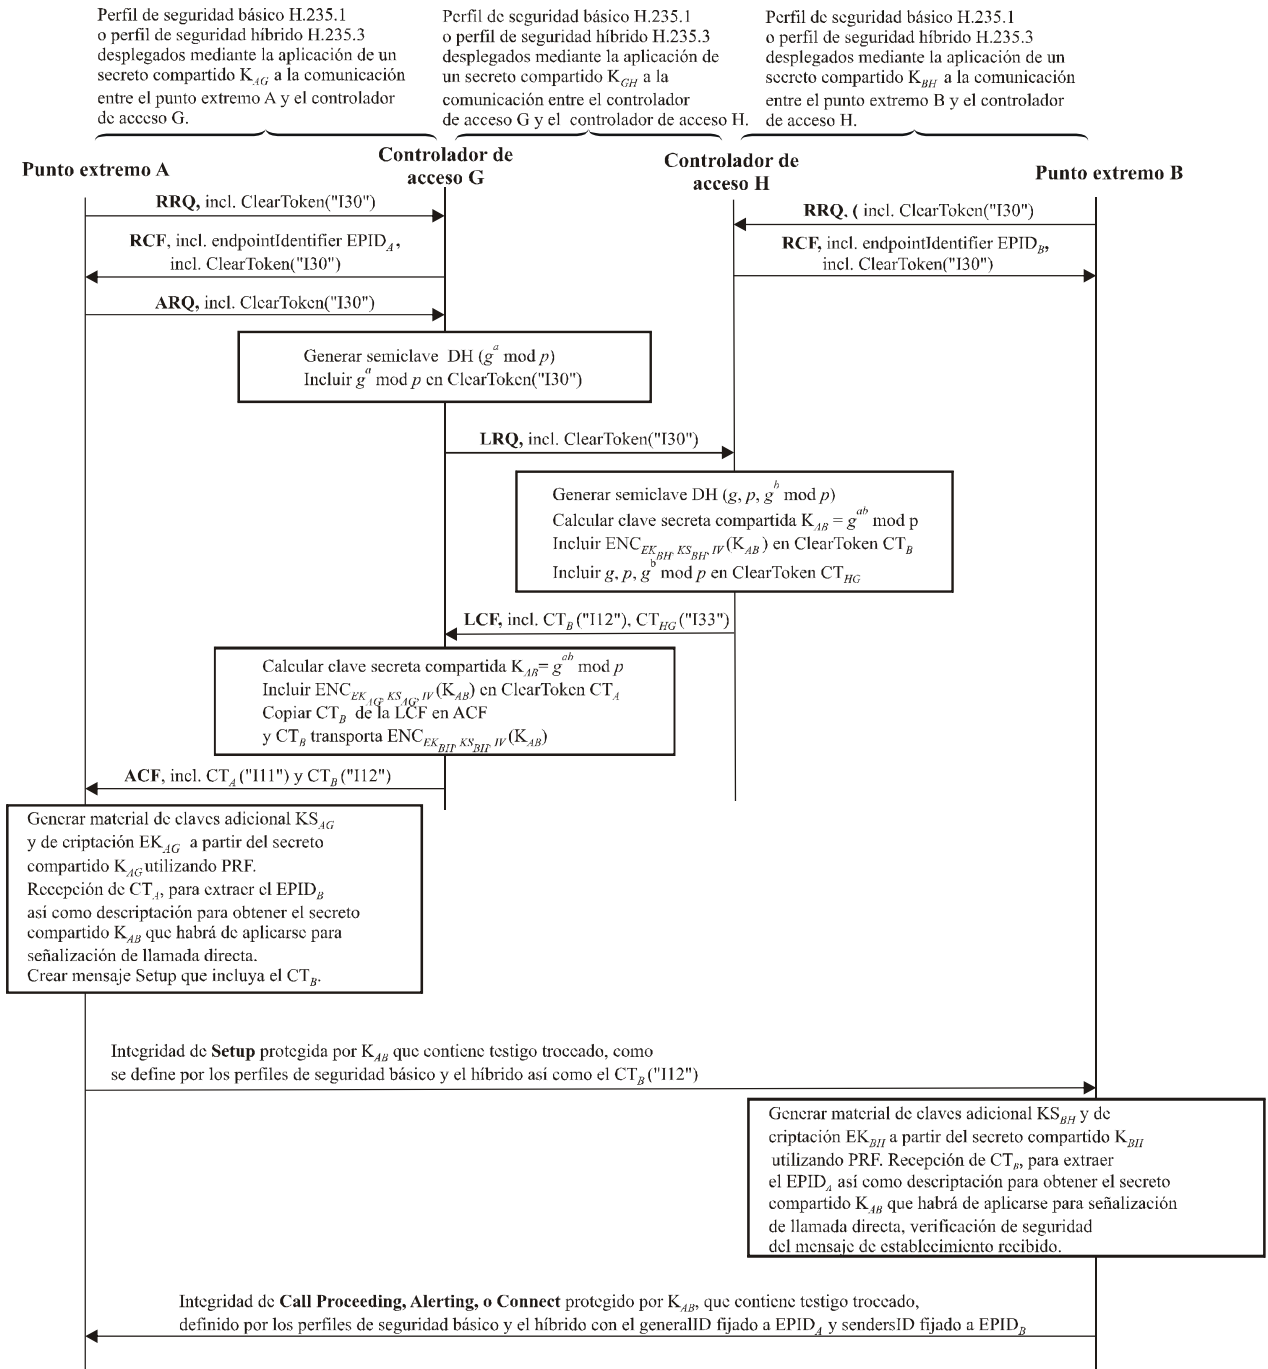 Perfil de seguridad básico H.235.1
o perfil de seguridad híbrido H.235.3
desplegados mediante la aplicación de un
secreto compartido K_AG a la comunicación
entre el punto extremo A y el controlador
de acceso G.
Perfil de seguridad básico H.235.1
o perfil de seguridad híbrido H.235.3
desplegados mediante la aplicación de
un secreto compartido K_GH a la
comunicación entre el controlador
de acceso G y el controlador de acceso H.
Perfil de seguridad básico H.235.1
o perfil de seguridad híbrido H.235.3
desplegados mediante la aplicación de un
secreto compartido K_BH a la comunicación
entre el punto extremo B y el controlador
de acceso H.
Punto extremo A
Controlador de
acceso G
Controlador de
acceso H
Punto extremo B
RRQ, incl. ClearToken("I30")
RRQ, ( incl. ClearToken("I30")
RCF, incl. endpointIdentifier EPID_A,
incl. ClearToken("I30")
RCF, incl. endpointIdentifier EPID_B,
incl. ClearToken("I30")
ARQ, incl. ClearToken("I30")
Generar semiclave DH (g^a mod p)
Incluir g^a mod p en ClearToken("I30")
LRQ, incl. ClearToken("I30")
Generar semiclave DH (g, p, g^b mod p)
Calcular clave secreta compartida K_AB = g^ab mod p
Incluir ENC_EK_BH, KS_BH, IV(K_AB) en ClearToken CT_B
Incluir g, p, g^b mod p en ClearToken CT_HG
LCF, incl. CT_B ("I12"), CT_HG("I33")
Calcular clave secreta compartida K_AB = g^ab mod p
Incluir ENC_EK_AG, KS_AG, IV(K_AB) en ClearToken CT_A
Copiar CT_B de la LCF en ACF
y CT_B transporta ENC_EK_BH, KS_BH, IV(K_AB)
ACF, incl. CT_A ("I11") y CT_B ("I12")
Generar material de claves adicional KS_AG
y de criptación EK_AG a partir del secreto
compartido K_AG utilizando PRF.
Recepción de CT_A, para extraer el EPID_B
así como descriptación para obtener el secreto
compartido K_AB que habrá de aplicarse para
señalización de llamada directa.
Crear mensaje Setup que incluya el CT_B.
Integridad de Setup protegida por K_AB que contiene testigo troceado, como
se define por los perfiles de seguridad básico y el híbrido así como el CT_B ("I12")
Generar material de claves adicional KS_BH y de
criptación EK_BH a partir del secreto compartido K_BH
utilizando PRF. Recepción de CT_B, para extraer
el EPID_A así como descriptación para obtener el secreto
compartido K_AB que habrá de aplicarse para señalización
de llamada directa, verificación de seguridad
del mensaje de establecimiento recibido.
Integridad de Call Proceeding, Alerting, o Connect protegido por K_AB, que contiene testigo troceado,
definido por los perfiles de seguridad básico y el híbrido con el generalID fijado a EPID_A y sendersID fijado a EPID_B